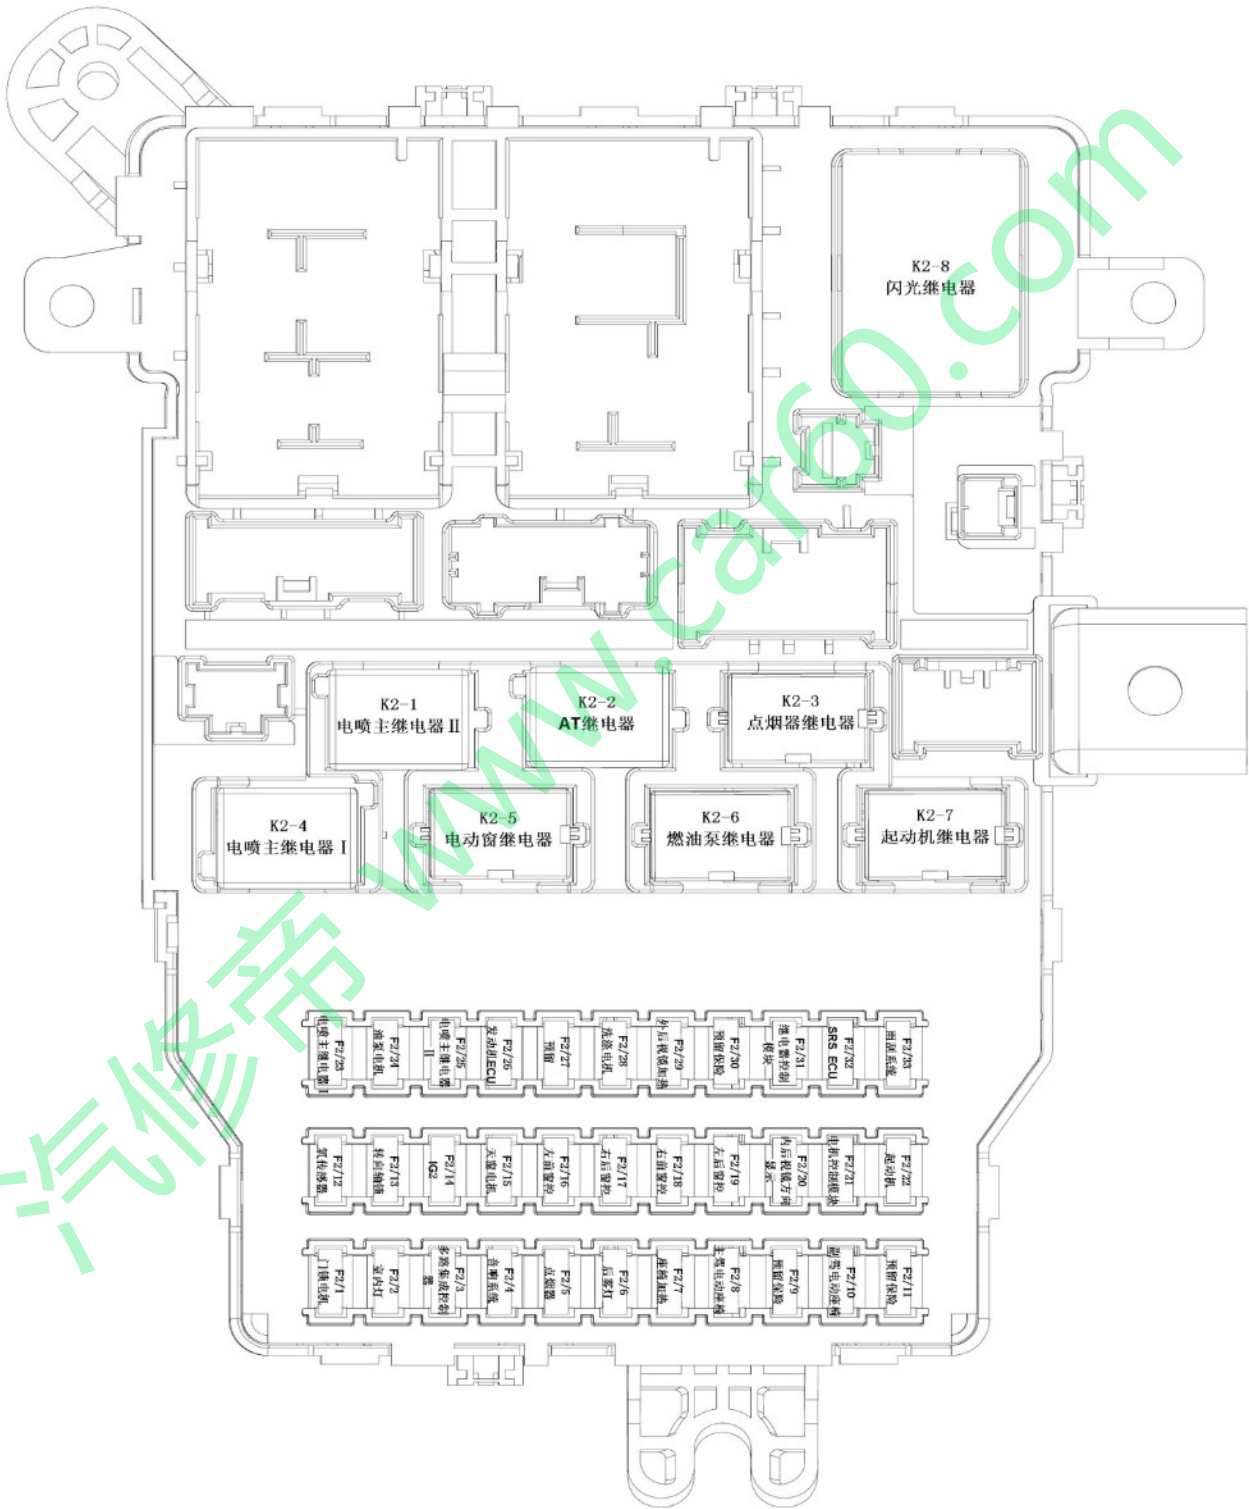 K2-8
闪光继电器
K2-1
电喷主继电器Ⅱ
K2-2
AT继电器
K2-3
点烟器继电器
K2-4
电喷主继电器Ⅰ
K2-5
电动窗继电器
K2-6
燃油泵继电器
K2-7
起动机继电器
F2/23
电喷主继电器Ⅰ
F2/24
油泵电机
F2/25
电喷主继电器
Ⅱ
F2/26
发动机ECU
F2/27
预留
F2/28
洗涤电机
F2/29
外后视镜加热
F2/30
预留保险
F2/31
继电器控制
模块
F2/32
SRS ECU
F2/33
雨刮系统
F2/12
氧传感器
F2/13
转向轴锁
F2/14
IG2
F2/15
天窗电机
F2/16
左前窗控
F2/17
右后窗控
F2/18
右前窗控
F2/19
左后窗控
F2/20
内后视镜方向
显示
F2/21
电机控制模块
F2/22
起动机
F2/1
门锁电机
F2/2
室内灯
F2/3
多路集成控制
器
F2/4
音响系统
F2/5
点烟器
F2/6
后雾灯
F2/7
座椅加热
F2/8
主驾电动座椅
F2/9
预留保险
F2/10
副驾电动座椅
F2/11
预留保险
汽修帝 www.car60.com